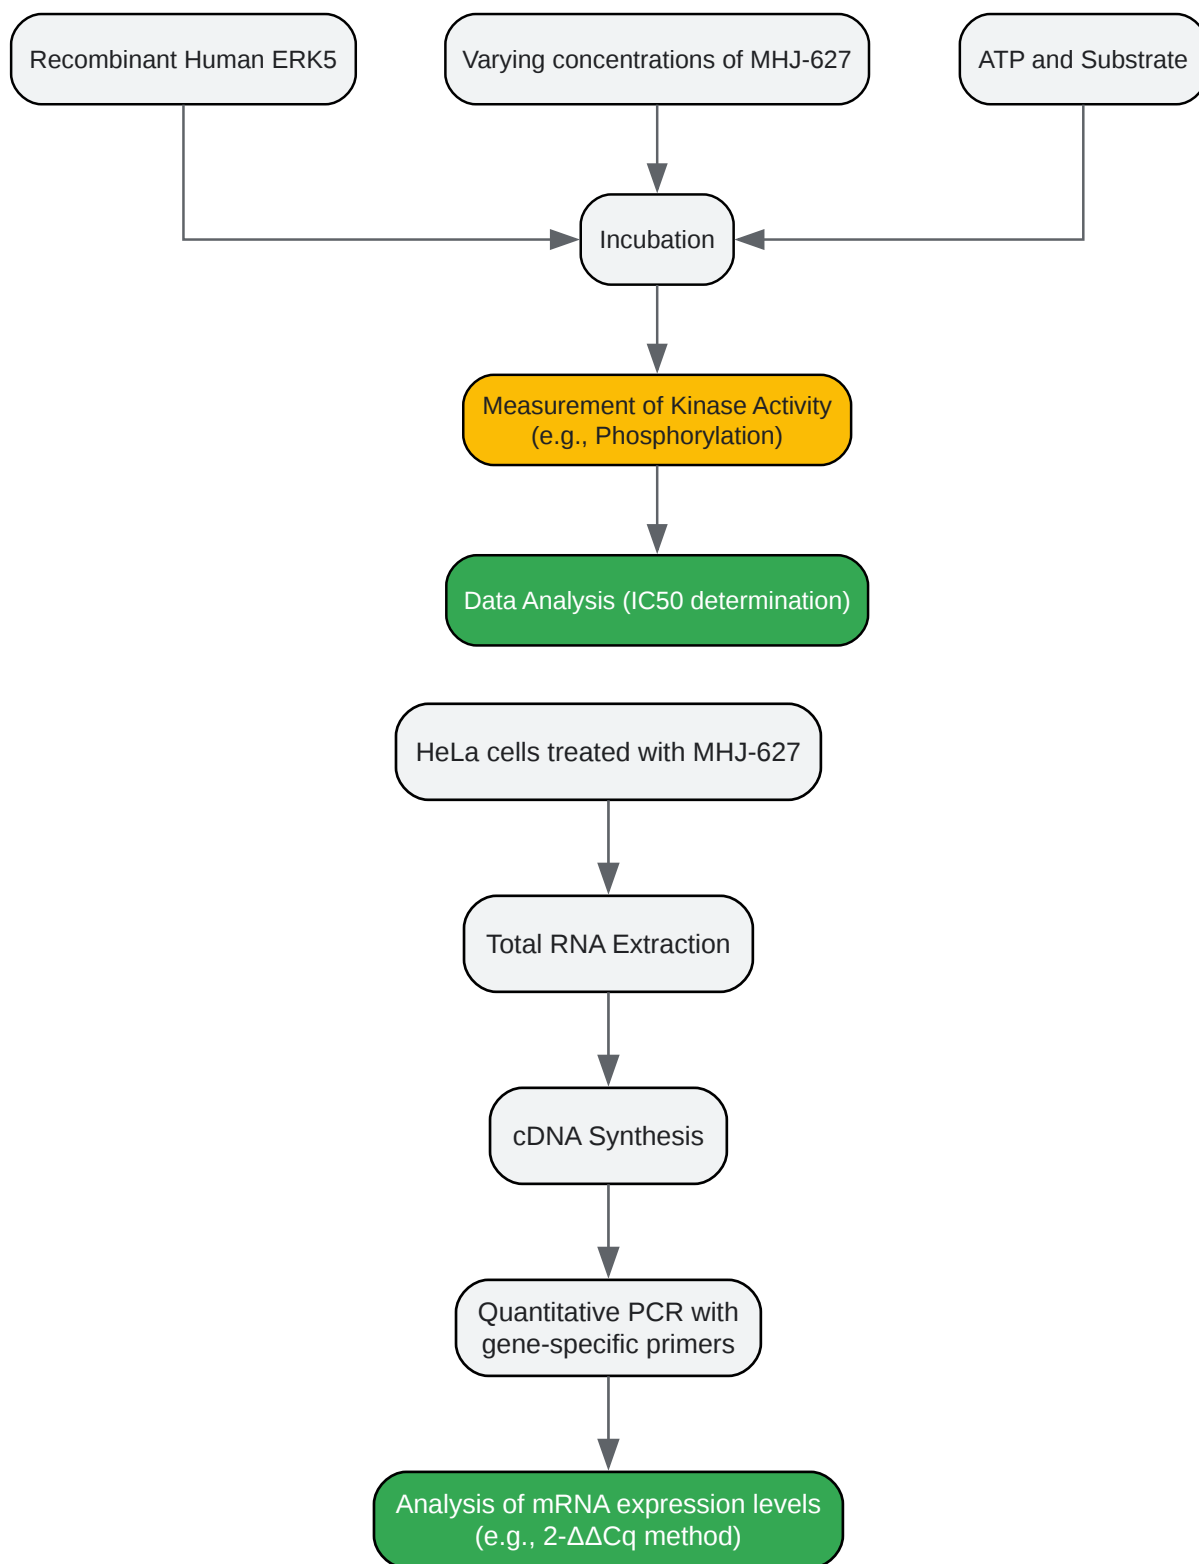 Recombinant Human ERK5
Varying concentrations of MHJ-627
ATP and Substrate
Incubation
Measurement of Kinase Activity
(e.g., Phosphorylation)
Data Analysis (IC50 determination)
HeLa cells treated with MHJ-627
Total RNA Extraction
cDNA Synthesis
Quantitative PCR with
gene-specific primers
Analysis of mRNA expression levels
(e.g., 2-ΔΔCq method)